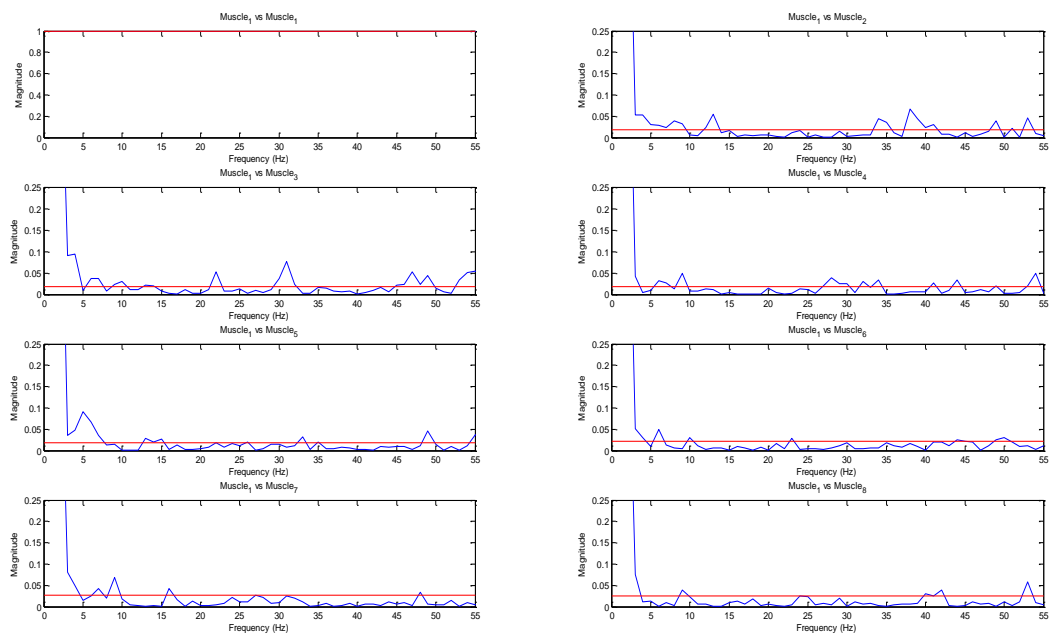 Muscle1 vs Muscle1
Magnitude
1
0.8
0.6
0.4
0.2
0
0 5 10 15 20 25 30 35 40 45 50 55
Frequency (Hz)
Muscle1 vs Muscle2
Magnitude
0.25
0.2
0.15
0.1
0.05
0
0 5 10 15 20 25 30 35 40 45 50 55
Frequency (Hz)
Muscle1 vs Muscle3
Magnitude
0.25
0.2
0.15
0.1
0.05
0
0 5 10 15 20 25 30 35 40 45 50 55
Frequency (Hz)
Muscle1 vs Muscle4
Magnitude
0.25
0.2
0.15
0.1
0.05
0
0 5 10 15 20 25 30 35 40 45 50 55
Frequency (Hz)
Muscle1 vs Muscle5
Magnitude
0.25
0.2
0.15
0.1
0.05
0
0 5 10 15 20 25 30 35 40 45 50 55
Frequency (Hz)
Muscle1 vs Muscle6
Magnitude
0.25
0.2
0.15
0.1
0.05
0
0 5 10 15 20 25 30 35 40 45 50 55
Frequency (Hz)
Muscle1 vs Muscle7
Magnitude
0.25
0.2
0.15
0.1
0.05
0
0 5 10 15 20 25 30 35 40 45 50 55
Frequency (Hz)
Muscle1 vs Muscle8
Magnitude
0.25
0.2
0.15
0.1
0.05
0
0 5 10 15 20 25 30 35 40 45 50 55
Frequency (Hz)